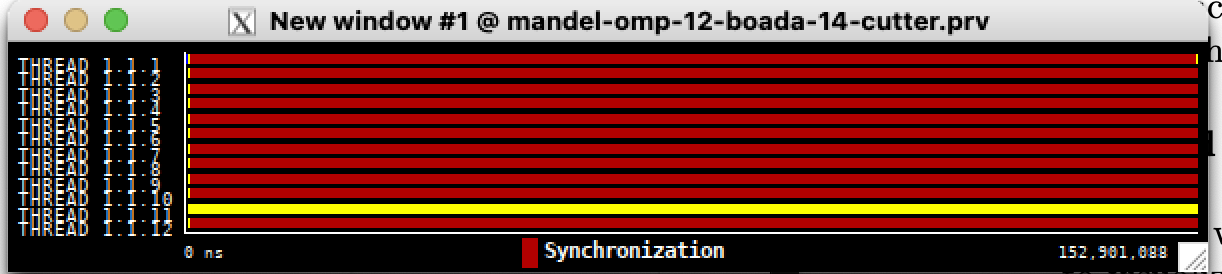 New window #1 @ mandel-omp-12-boada-14-cutter.prv
THREAD 1.1.1
THREAD 1.1.2
THREAD 1.1.3
THREAD 1.1.4
THREAD 1.1.5
THREAD 1.1.6
THREAD 1.1.7
THREAD 1.1.8
THREAD 1.1.9
THREAD 1.1.10
THREAD 1.1.11
THREAD 1.1.12
0 ns
Synchronization
152,901,088